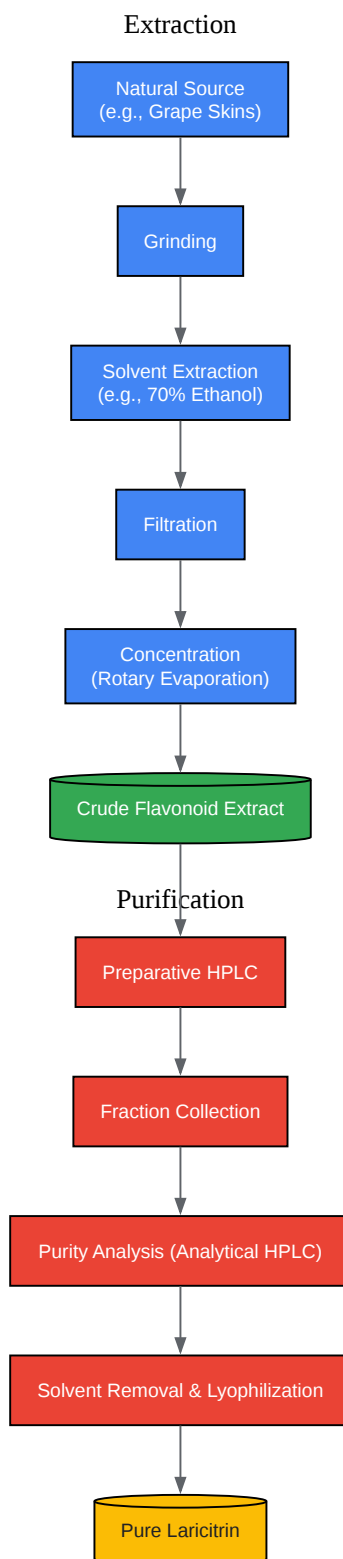 Extraction
Natural Source
(e.g., Grape Skins)
Grinding
Solvent Extraction
(e.g., 70% Ethanol)
Filtration
Concentration
(Rotary Evaporation)
Crude Flavonoid Extract
Purification
Preparative HPLC
Fraction Collection
Purity Analysis (Analytical HPLC)
Solvent Removal & Lyophilization
Pure Laricitrin